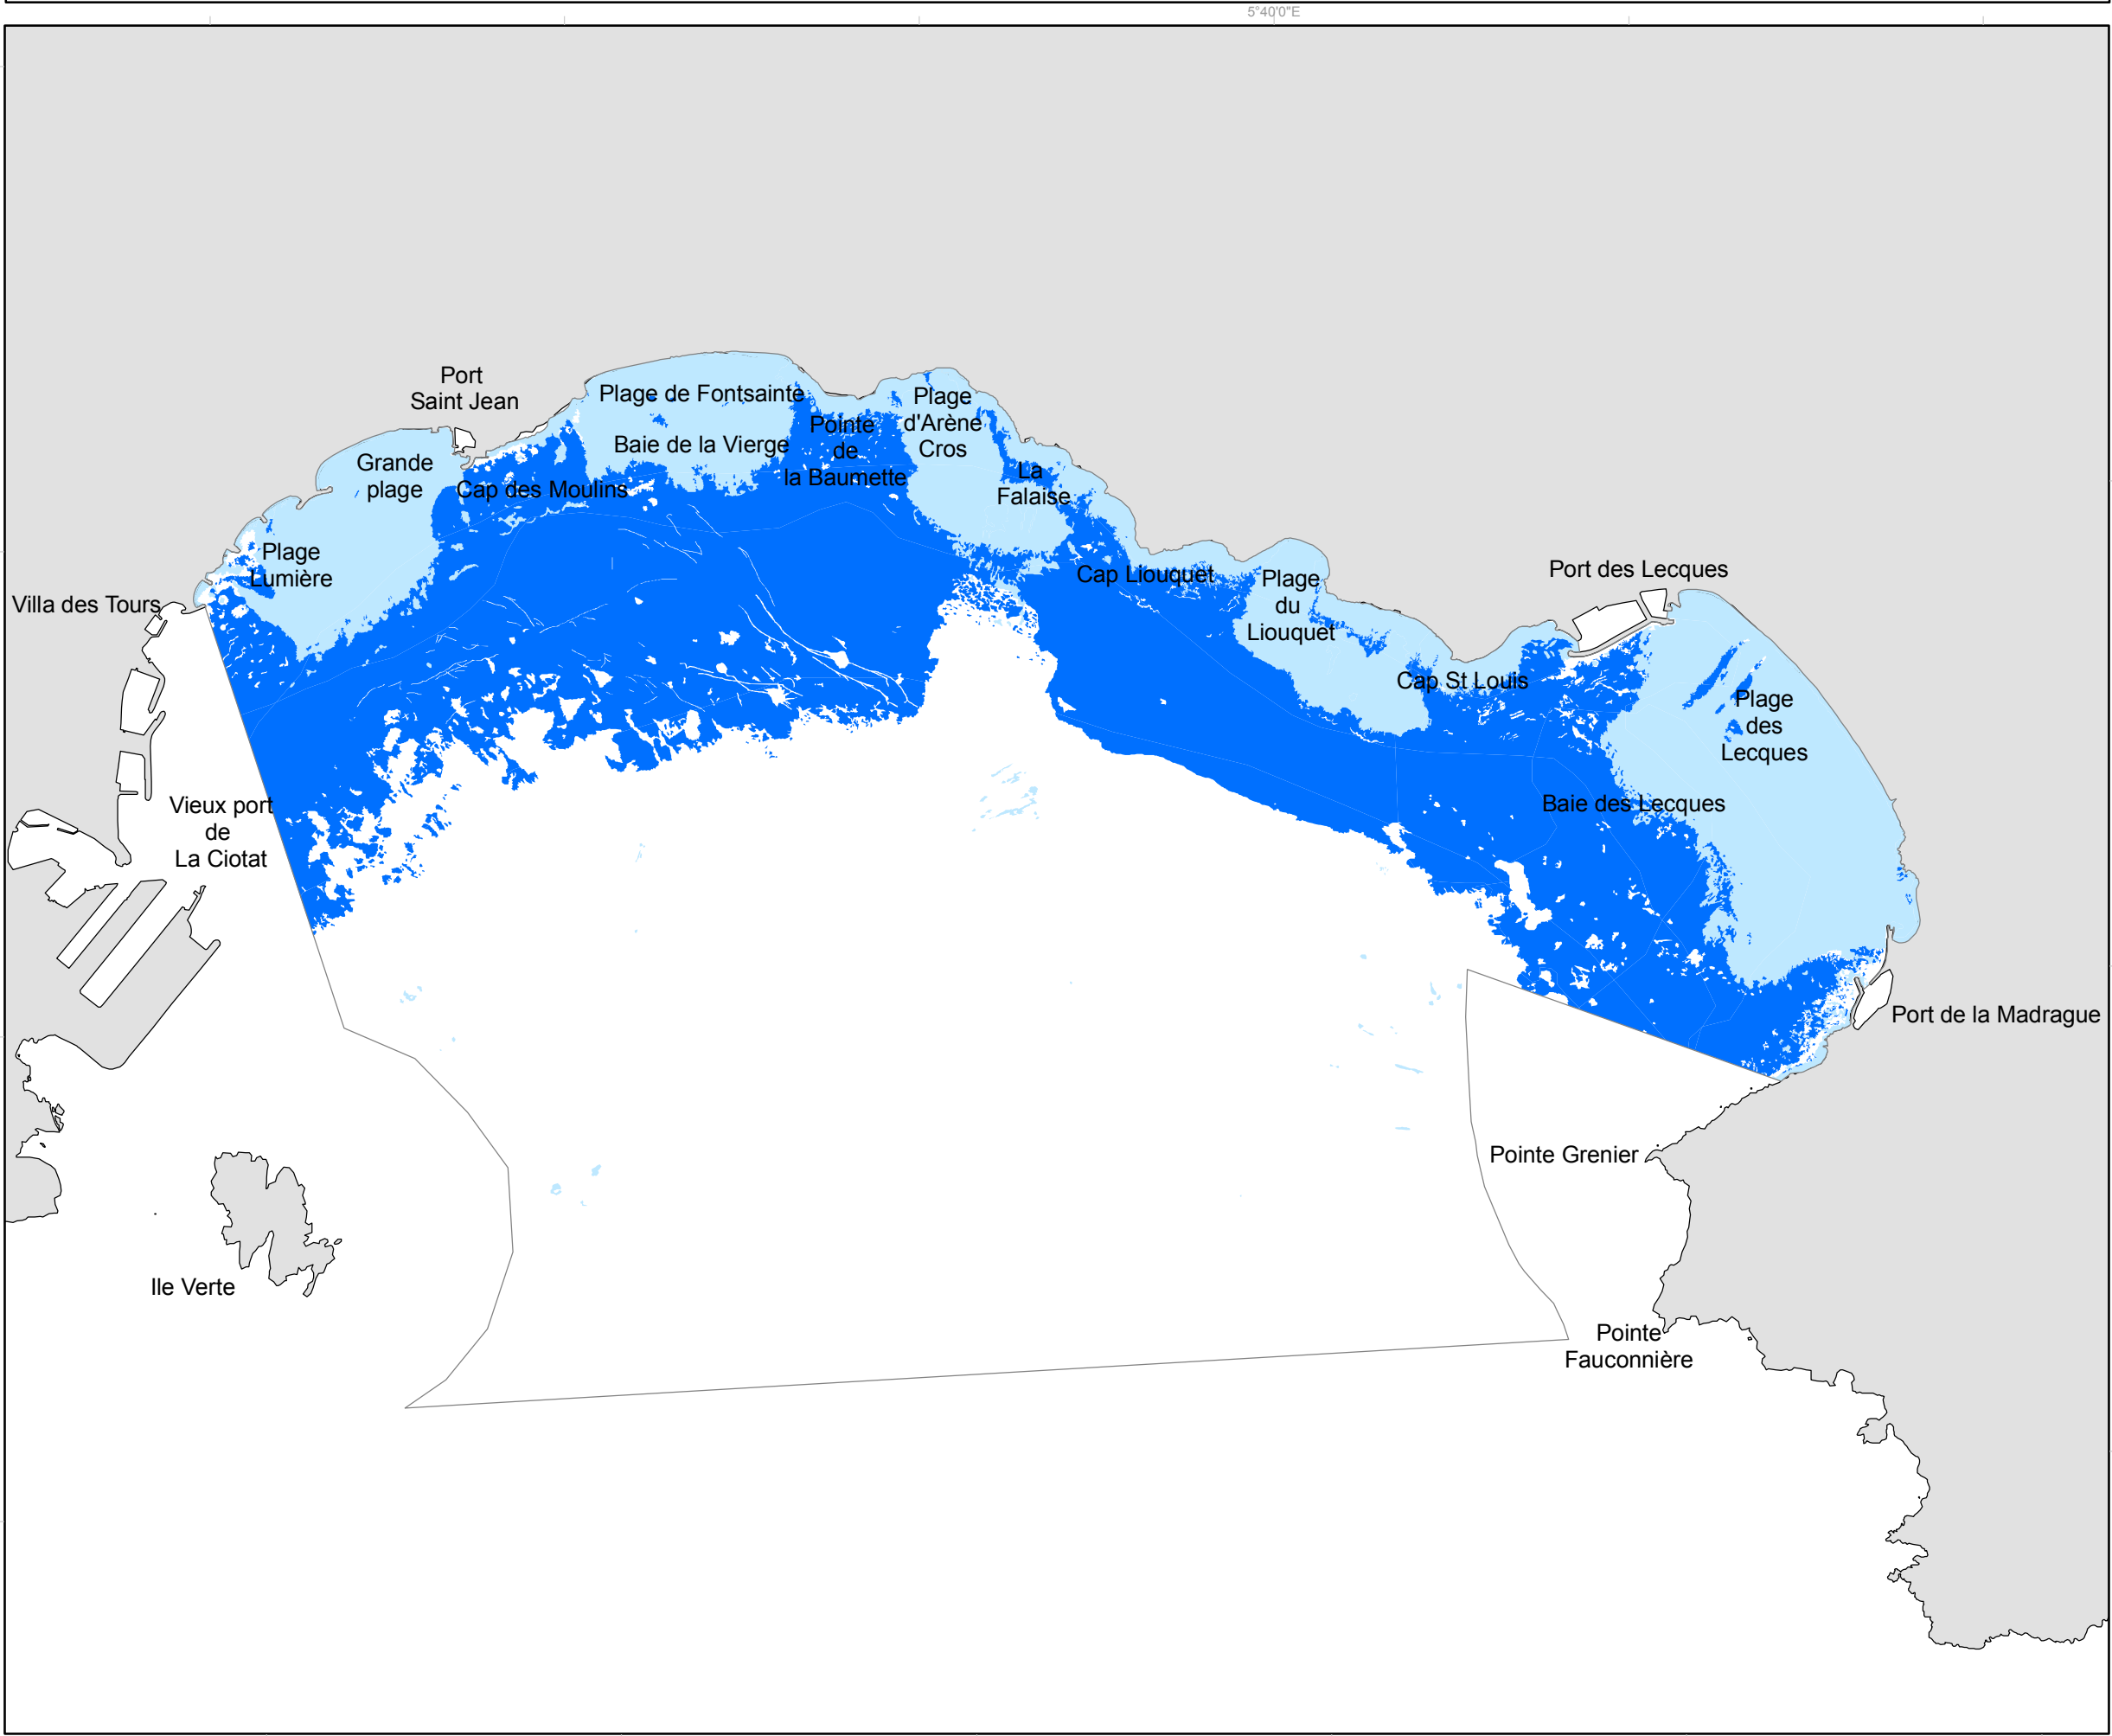 5°40'0"E
Port
Saint Jean
Plage de Fontsainte
Plage
d'Arène
Cros
Pointe
de
la Baumette
Baie de la Vierge
Grande
plage
Cap des Moulins
La
Falaise
Plage
Lumière
Villa des Tours
Cap Liouquet
Plage
du
Liouquet
Port des Lecques
Cap St Louis
Plage
des
Lecques
Baie des Lecques
Vieux port
de
La Ciotat
Port de la Madrague
Pointe Grenier
Ile Verte
Pointe
Fauconnière